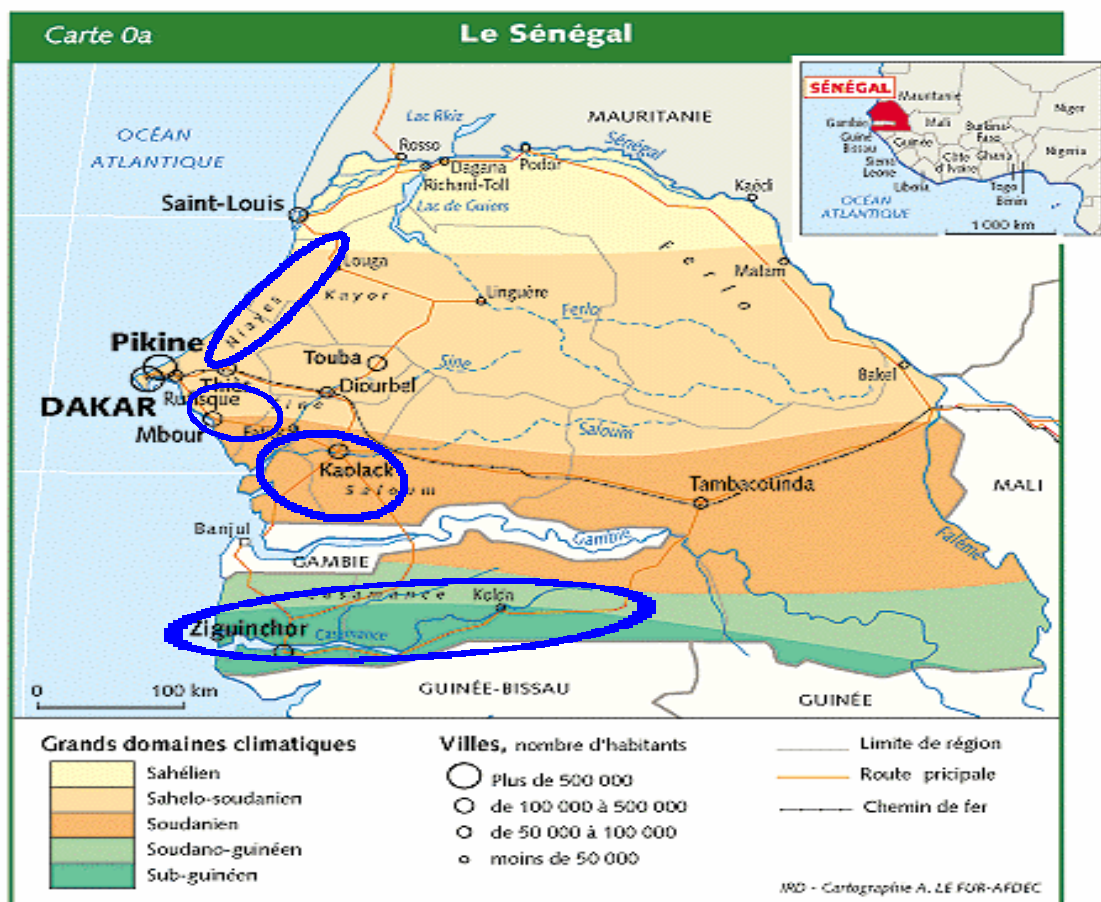 Carte 0a
Le Sénégal
OCÉAN
ATLANTIQUE
Lac Rkiz
MAURITANIE
Sénégal
Rosso
Dagana
Podor
Richard-Toll
Lac de Guiers
Kaëdi
Saint-Louis
Louga
Kayor
Ferlo
Matam
Niayes
Linguère
Ferlo
Pikine
Touba
Sine
Thiès
Diourbel
Bakel
DAKAR
Rufisque
Sine
Mbour
Fatick
Saloum
Kaolack
Saloum
Tambacounda
MALI
Banjul
Gambie
GAMBIE
Falémé
Casamance
Kolda
Ziguinchor
Casamance
GUINÉE-BISSAU
GUINÉE
0 100 km
SÉNÉGAL
Mauritanie
Niger
Gambie
Mali
Burkina-
Faso
Guiné
Bissau
Guinée
Nigeria
Sierra
Leone
Côte
d'Ivoire
Ghana
Liberia
Togo
Benin
OCÉAN
ATLANTIQUE
1 000 km
Grands domaines climatiques
Sahélien
Sahelo-soudanien
Soudanien
Soudano-guinéen
Sub-guinéen
Villes, nombre d'habitants
Plus de 500 000
de 100 000 à 500 000
de 50 000 à 100 000
moins de 50 000
Limite de région
Route pricipale
Chemin de fer
IRD - Cartographie A. LE FUR-AFDEC